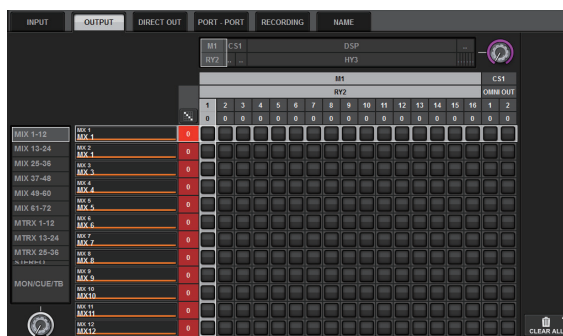 INPUT OUTPUT DIRECT OUT PORT - PORT RECORDING NAME
M1 CS1 DSP ..
RY2 .. .. HY3
M1 CS1
RY2 OMNI OUT
1 2 3 4 5 6 7 8 9 10 11 12 13 14 15 16 1 2
0 0 0 0 0 0 0 0 0 0 0 0 0 0 0 0 0 0
MIX 1-12
MIX 13-24
MIX 25-36
MIX 37-48
MIX 49-60
MIX 61-72
MTRX 1-12
MTRX 13-24
MTRX 25-36
STEREO
MON/CUE/TB
MX 1
MX 1 0
MX 2
MX 1 0
MX 3
MX 3 0
MX 4
MX 4 0
MX 5
MX 5 0
MX 6
MX 6 0
MX 7
MX 7 0
MX 8
MX 8 0
MX 9
MX 9 0
MX 10
MX10 0
MX 11
MX11 0
MX 12
MX12 0
CLEAR ALL